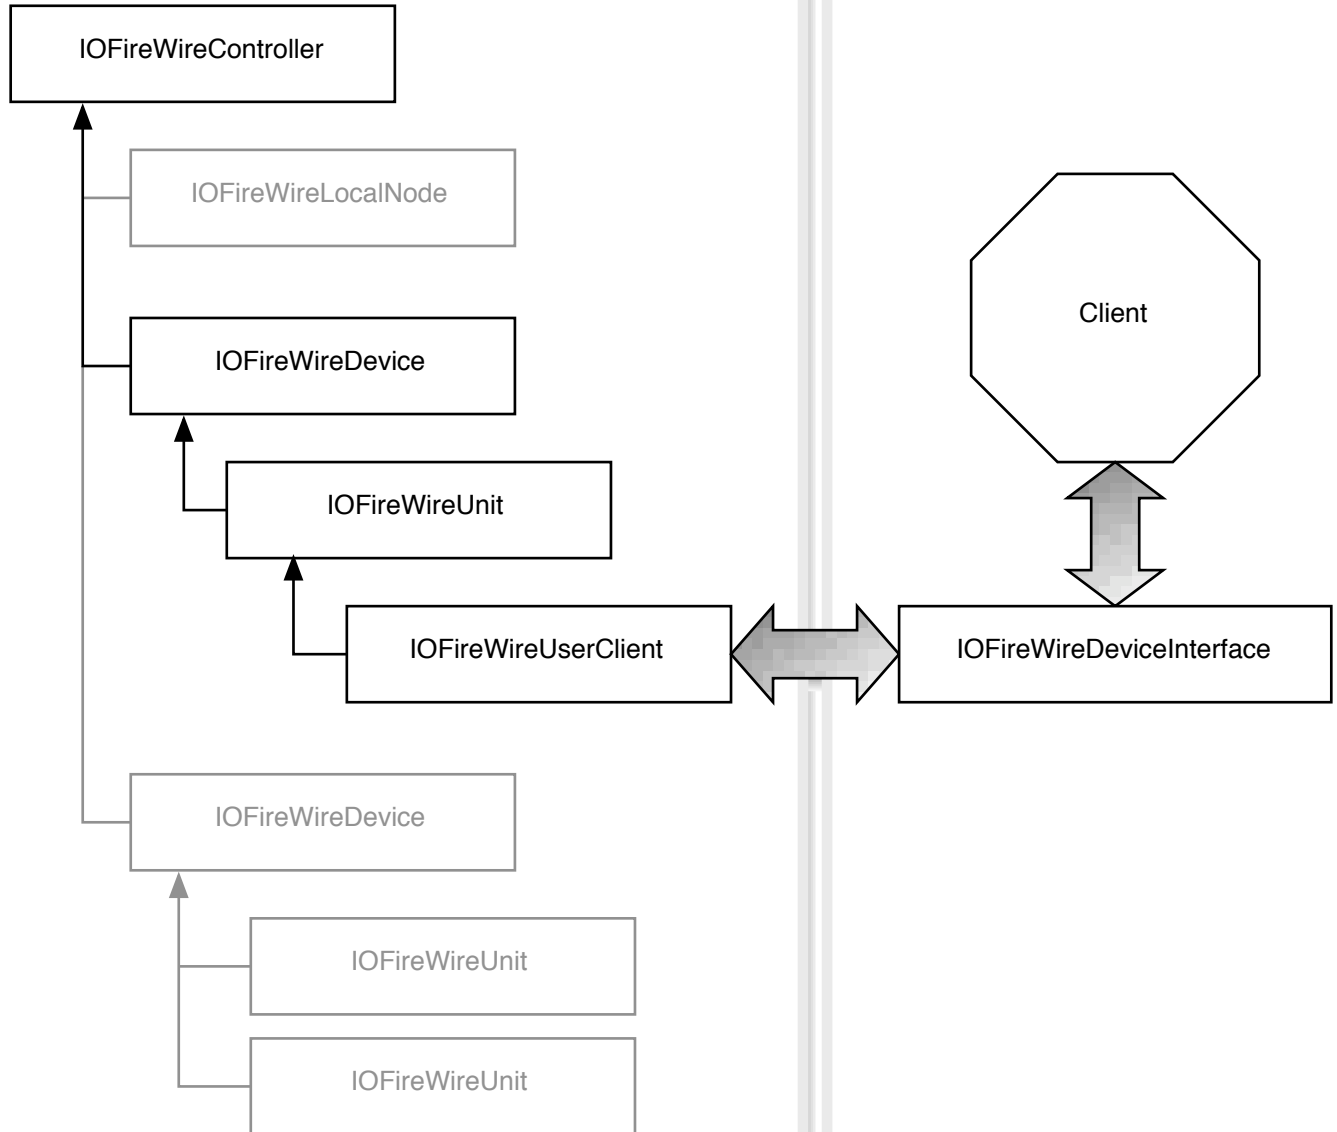 IOFireWireController
IOFireWireLocalNode
IOFireWireDevice
IOFireWireUnit
IOFireWireUserClient
IOFireWireDevice
IOFireWireUnit
IOFireWireUnit
Client
IOFireWireDeviceInterface